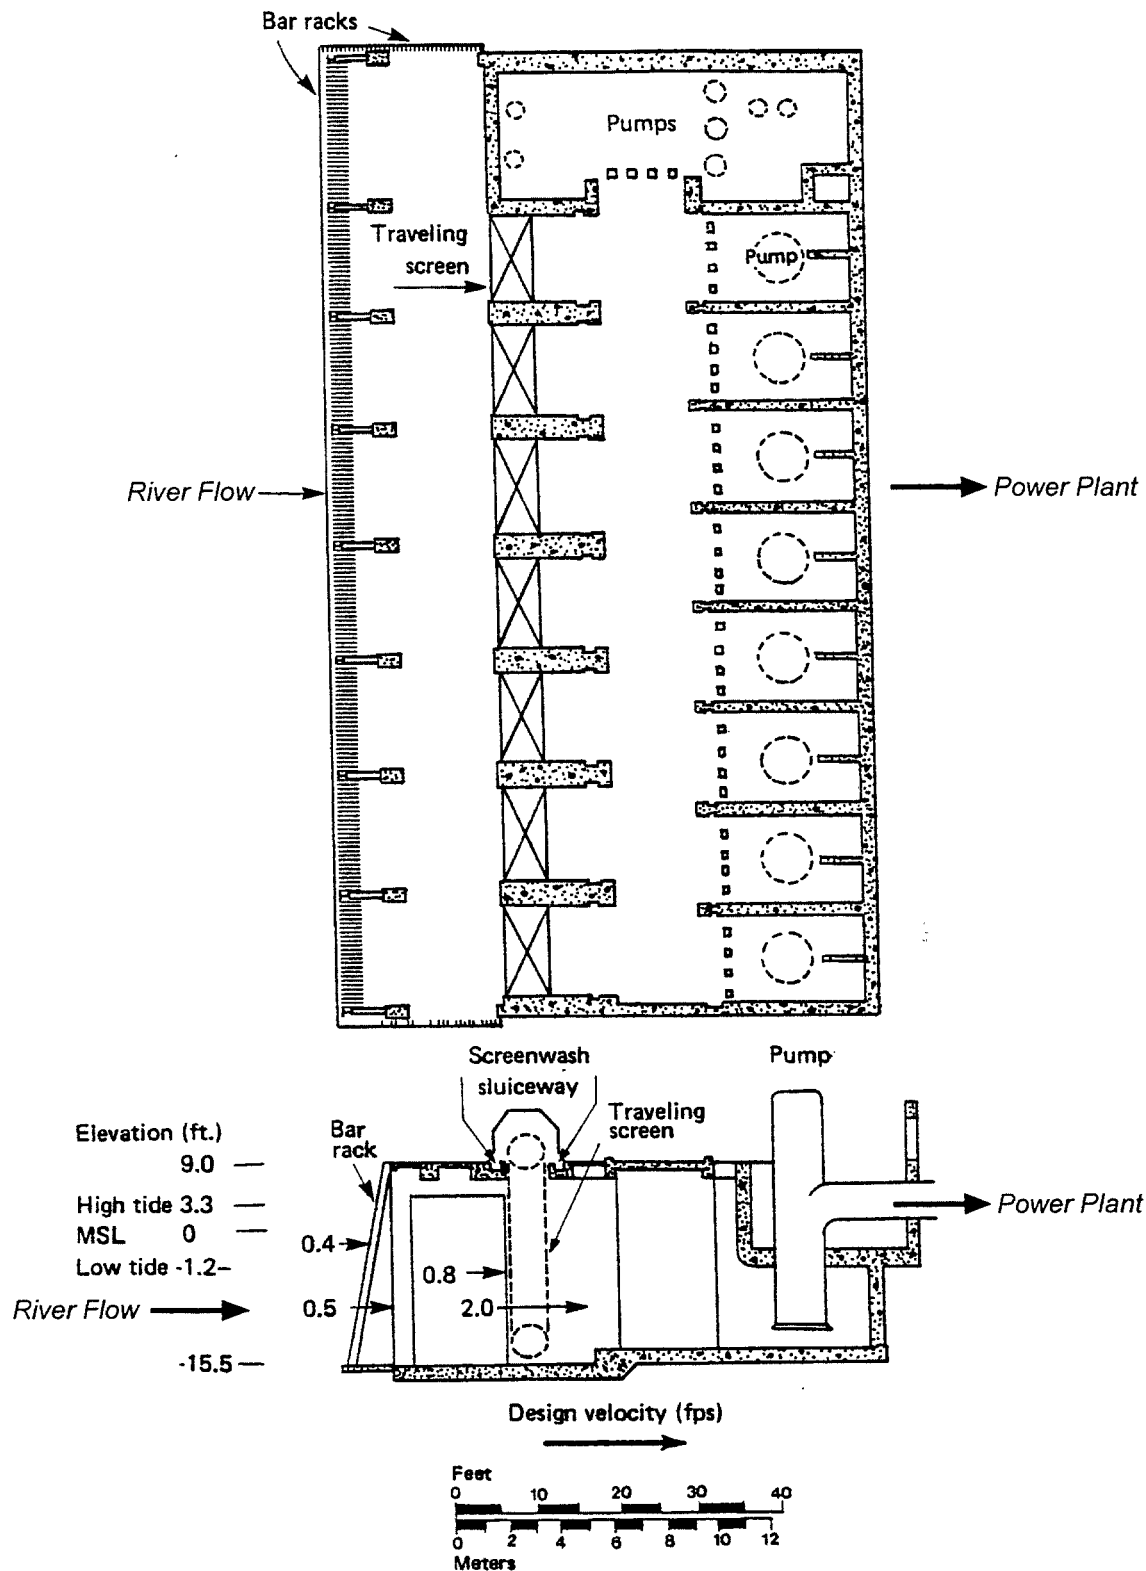 Bar racks
Pumps
Traveling
screen
Pump
River Flow
Power Plant
Screenwash
sluiceway
Pump
Traveling
screen
Bar
rack
Elevation (ft.)
9.0
High tide 3.3
MSL 0
Low tide -1.2
0.4
0.8
0.5
2.0
River Flow
Power Plant
-15.5
Design velocity (fps)
Feet
0 10 20 30 40
0 2 4 6 8 10 12
Meters